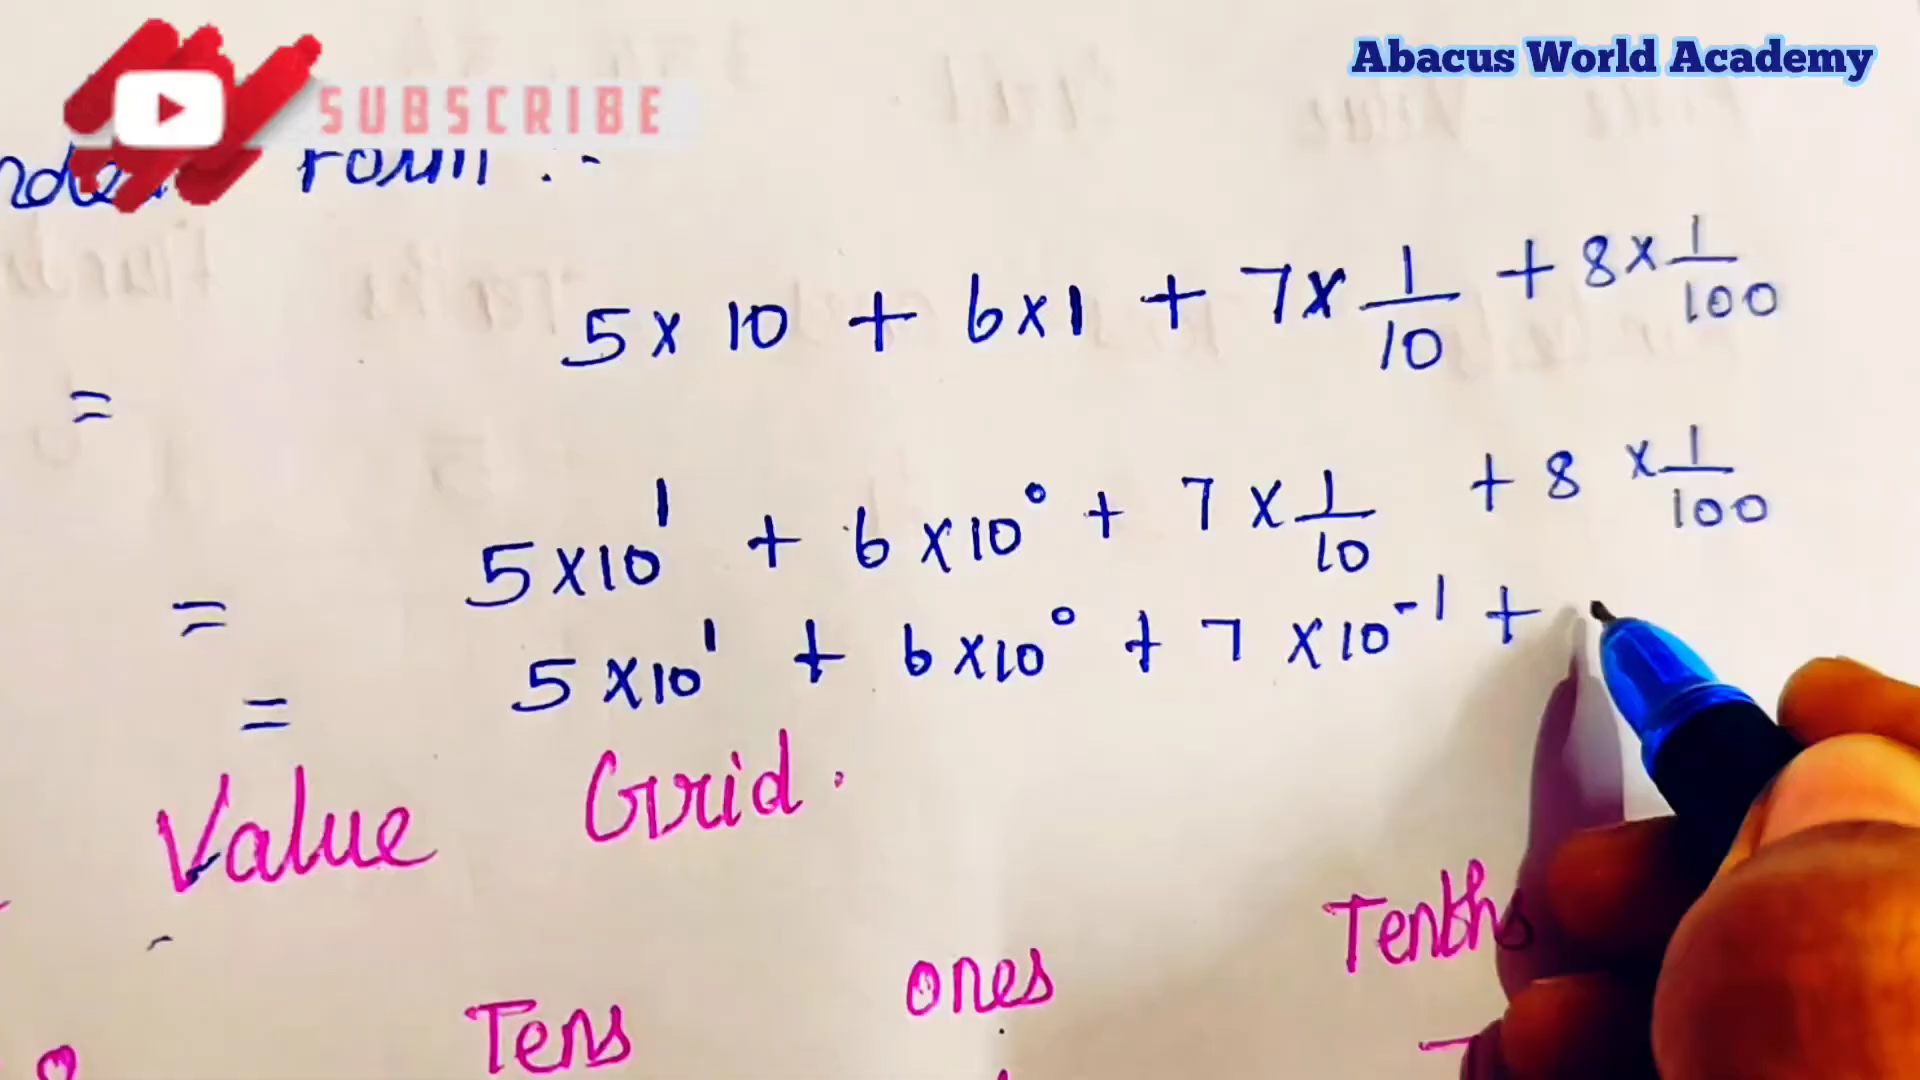 Abacus World Academy
SUBSCRIBE
form :-
5 × 10 + 6 × 1 + 7 × 1/10 + 8 × 1/100
=
5 × 10¹ + 6 × 10⁰ + 7 × 1/10 + 8 × 1/100
=
5 × 10¹ + 6 × 10⁰ + 7 × 10⁻¹ +
=
Value Grid.
Tens ones Tenths